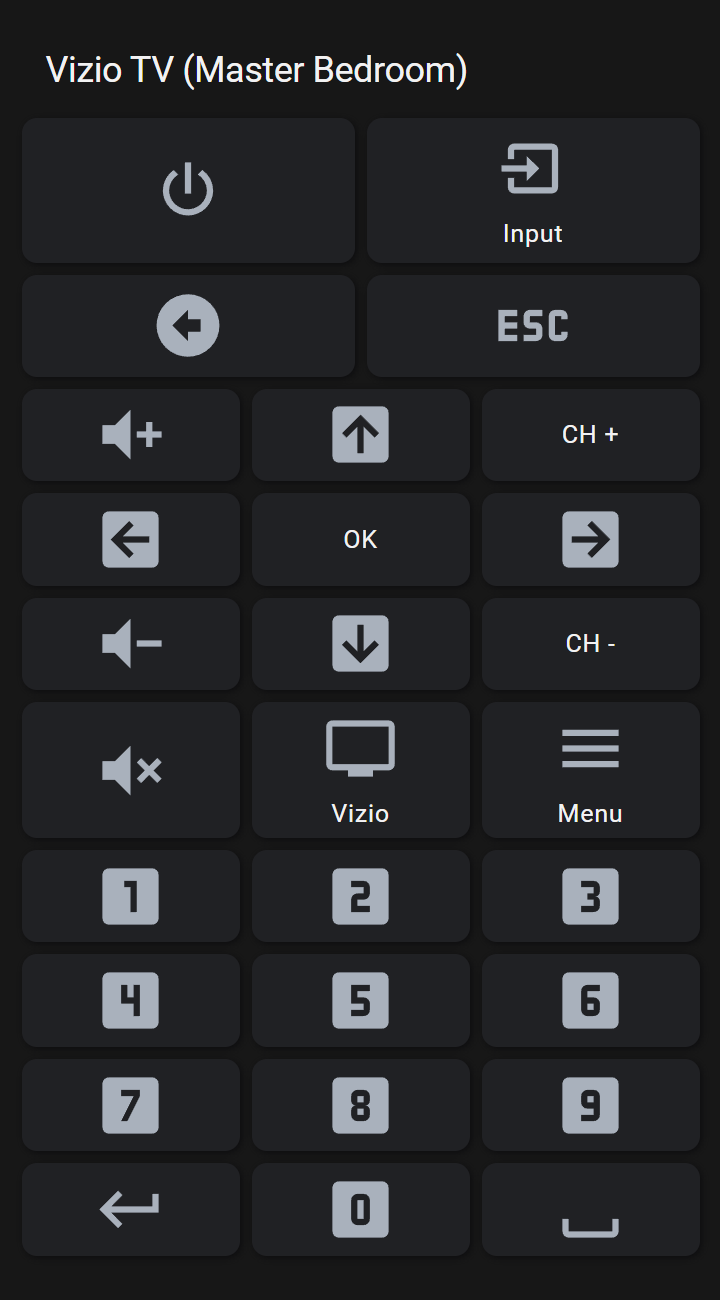 Vizio TV (Master Bedroom)
Input
ESC
CH +
OK
CH -
Vizio
Menu
1 2 3
4 5 6
7 8 9
0